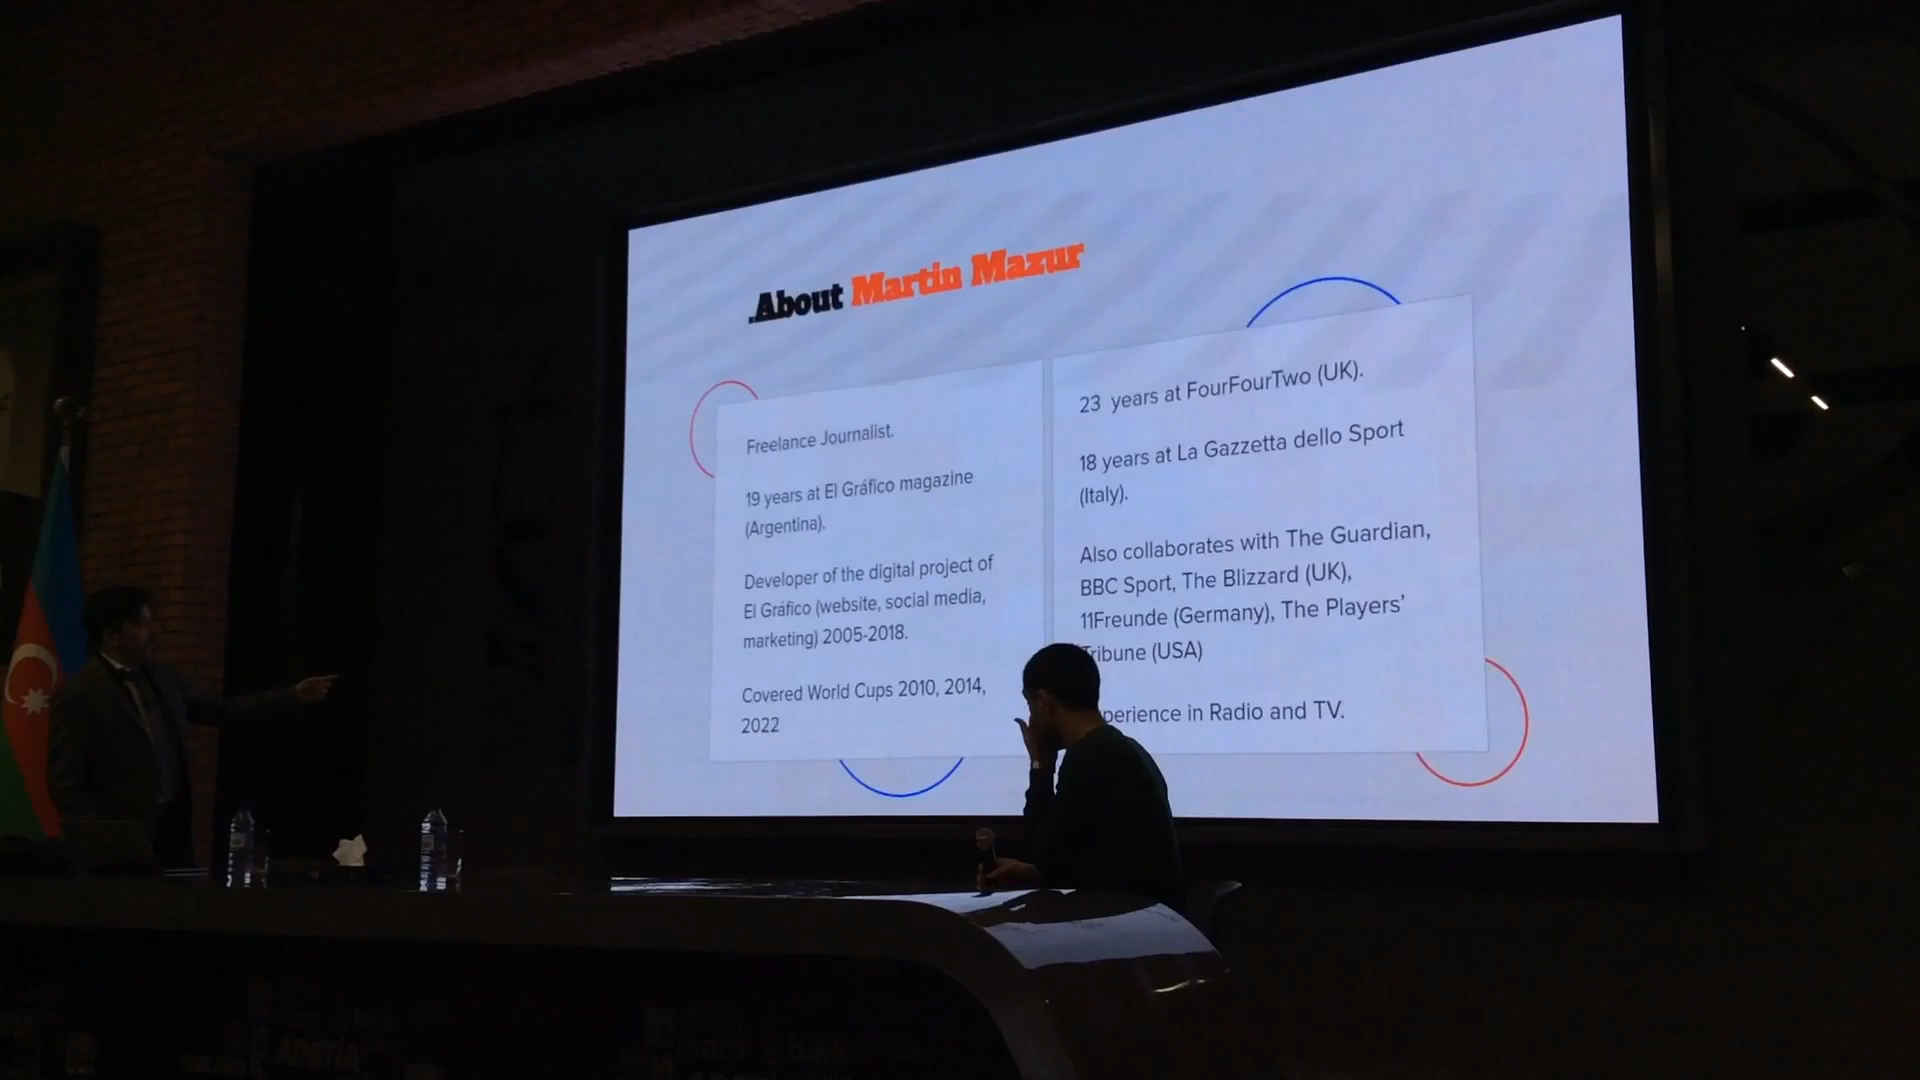 .About Martin Mazur
Freelance Journalist.
19 years at El Gráfico magazine
(Argentina).
Developer of the digital project of
El Gráfico (website, social media,
marketing) 2005-2018.
Covered World Cups 2010, 2014,
2022
23 years at FourFourTwo (UK).
18 years at La Gazzetta dello Sport
(Italy).
Also collaborates with The Guardian,
BBC Sport, The Blizzard (UK),
11Freunde (Germany), The Players'
Tribune (USA)
perience in Radio and TV.